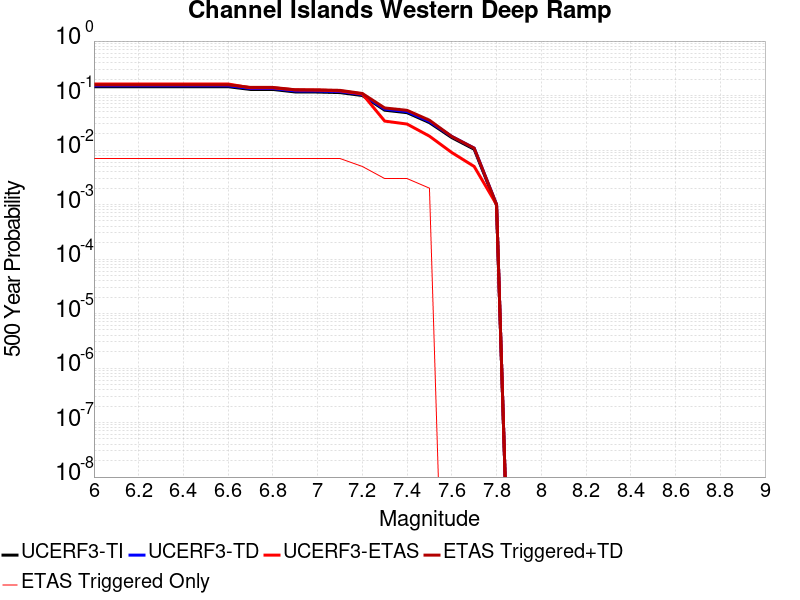 Channel Islands Western Deep Ramp
10^0
10^-1
10^-2
10^-3
10^-4
10^-5
10^-6
10^-7
10^-8
500 Year Probability
6 6.2 6.4 6.6 6.8 7 7.2 7.4 7.6 7.8 8 8.2 8.4 8.6 8.8 9
Magnitude
UCERF3-TI UCERF3-TD UCERF3-ETAS ETAS Triggered+TD
ETAS Triggered Only